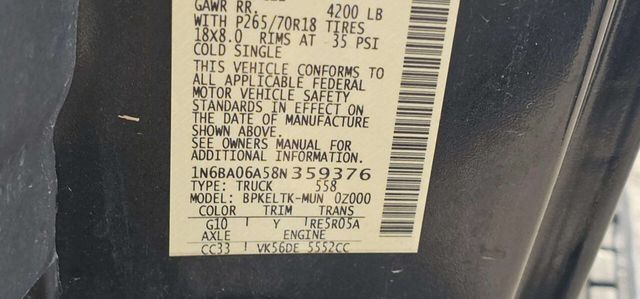 GAWR RR. 4200 LB
WITH P265/70R18 TIRES
18X8.0 RIMS AT 35 PSI
COLD SINGLE
THIS VEHICLE CONFORMS TO
ALL APPLICABLE FEDERAL
MOTOR VEHICLE SAFETY
STANDARDS IN EFFECT ON
THE DATE OF MANUFACTURE
SHOWN ABOVE.
SEE OWNERS MANUAL FOR
ADDITIONAL INFORMATION.
1N6BA06A58N359376
TYPE: TRUCK 558
MODEL: BPKELTK-MUN 0Z000
COLOR TRIM TRANS
G10 Y RE5R05A
AXLE ENGINE
CC33 VK56DE 5552CC